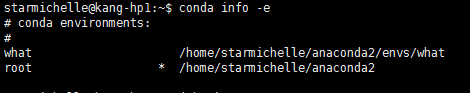 starmichelle@kang-hp1:~$ conda info -e
# conda environments:
#
what                     /home/starmichelle/anaconda2/envs/what
root                  *  /home/starmichelle/anaconda2